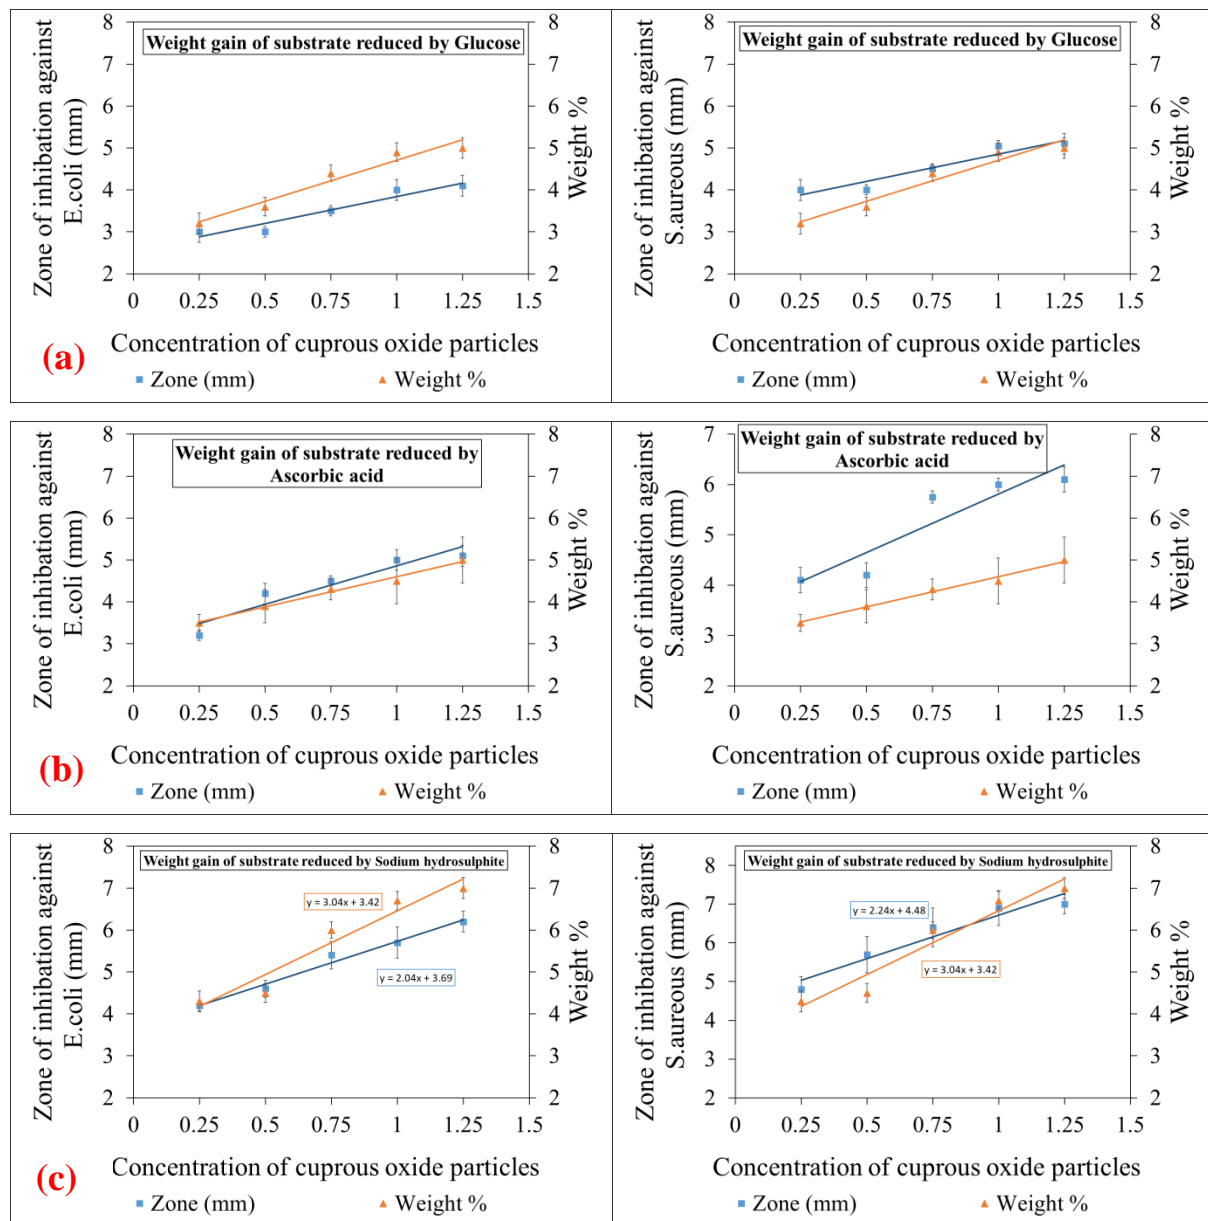 Weight gain of substrate reduced by Glucose
Zone of inhibation against
E.coli (mm)
8
7
6
5
4
3
2
8
7
6
5
4
3
2
Weight %
0 0.25 0.5 0.75 1 1.25 1.5
Concentration of cuprous oxide particles
Zone (mm) Weight %
(a)
Weight gain of substrate reduced by Glucose
Zone of inhibation against
S.aureous (mm)
8
7
6
5
4
3
2
8
7
6
5
4
3
2
Weight %
0 0.25 0.5 0.75 1 1.25 1.5
Concentration of cuprous oxide particles
Zone (mm) Weight %
Weight gain of substrate reduced by
Ascorbic acid
Zone of inhibation against
E.coli (mm)
8
7
6
5
4
3
2
8
7
6
5
4
3
2
Weight %
0 0.25 0.5 0.75 1 1.25 1.5
Concentration of cuprous oxide particles
Zone (mm) Weight %
(b)
Weight gain of substrate reduced by
Ascorbic acid
Zone of inhibation against
S.aureous (mm)
7
6
5
4
3
2
8
7
6
5
4
3
2
Weight %
0 0.25 0.5 0.75 1 1.25 1.5
Concentration of cuprous oxide particles
Zone (mm) Weight %
Weight gain of substrate reduced by Sodium hydrosulphite
Zone of inhibation against
E.coli (mm)
8
7
6
5
4
3
2
y = 3.04x + 3.42
y = 2.04x + 3.69
8
7
6
5
4
3
2
Weight %
0 0.25 0.5 0.75 1 1.25 1.5
Concentration of cuprous oxide particles
Zone (mm) Weight %
(c)
Weight gain of substrate reduced by Sodium hydrosulphite
Zone of inhibation against
S.aureous (mm)
8
7
6
5
4
3
2
y = 2.24x + 4.48
y = 3.04x + 3.42
8
7
6
5
4
3
2
Weight %
0 0.25 0.5 0.75 1 1.25 1.5
Concentration of cuprous oxide particles
Zone (mm) Weight %